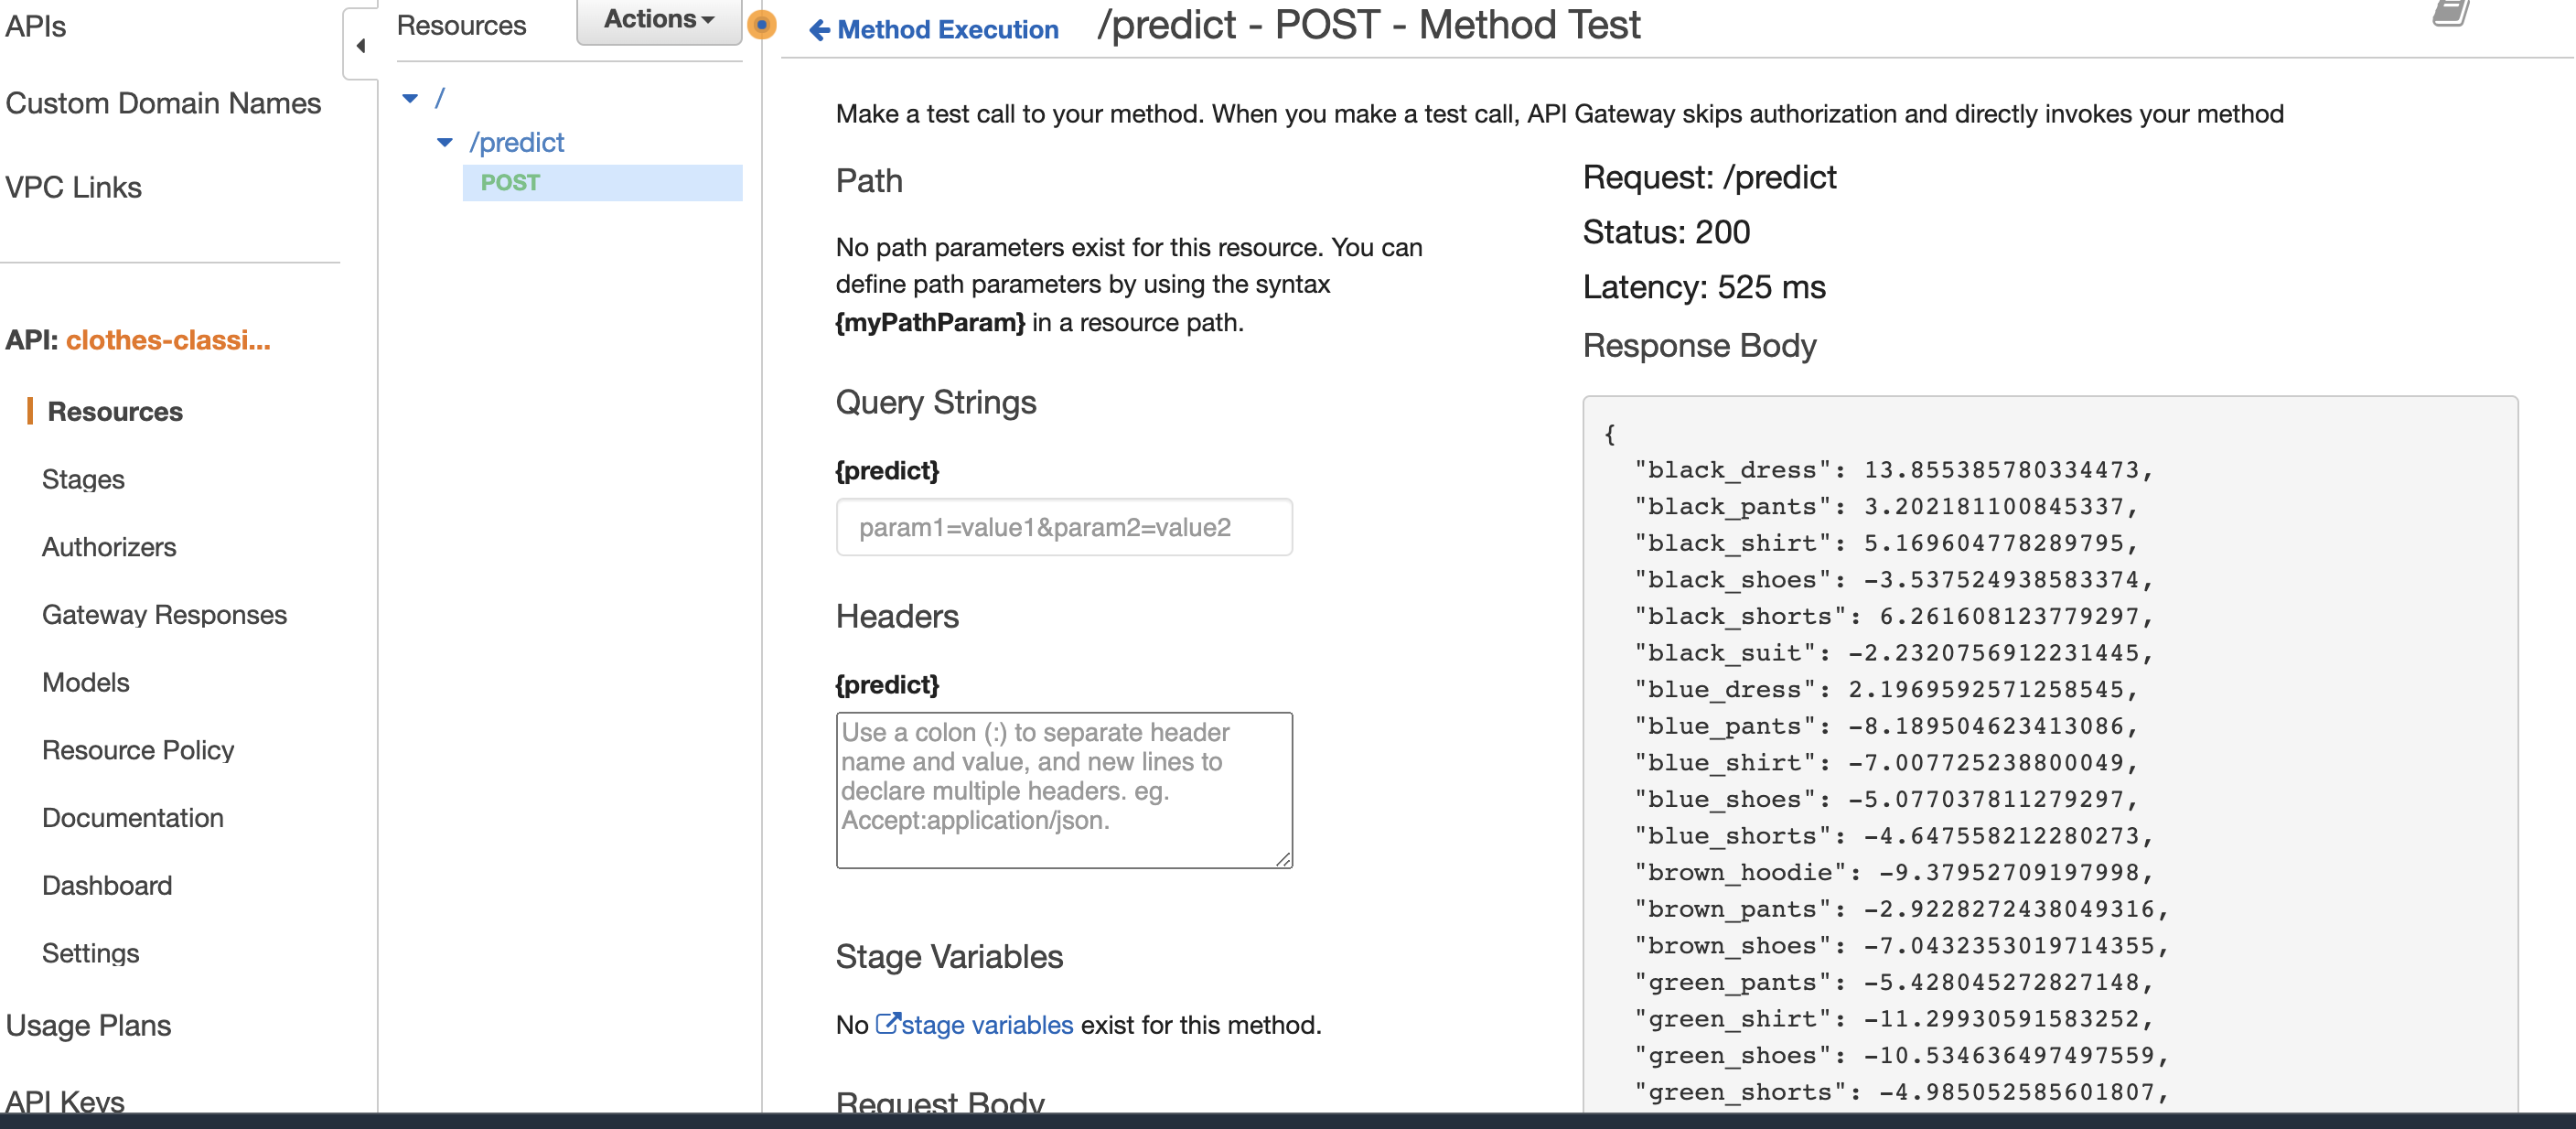 APIs
Custom Domain Names
VPC Links
API: clothes-classi...
Resources
Stages
Authorizers
Gateway Responses
Models
Resource Policy
Documentation
Dashboard
Settings
Usage Plans
API Keys
Resources
Actions
/
/predict
POST
Method Execution
/predict - POST - Method Test
Make a test call to your method. When you make a test call, API Gateway skips authorization and directly invokes your method
Path
No path parameters exist for this resource. You can
define path parameters by using the syntax
{myPathParam} in a resource path.
Query Strings
{predict}
param1=value1&param2=value2
Headers
{predict}
Use a colon (:) to separate header
name and value, and new lines to
declare multiple headers. eg.
Accept:application/json.
Stage Variables
No stage variables exist for this method.
Request Body
Request: /predict
Status: 200
Latency: 525 ms
Response Body
{
"black_dress": 13.855385780334473,
"black_pants": 3.202181100845337,
"black_shirt": 5.169604778289795,
"black_shoes": -3.537524938583374,
"black_shorts": 6.261608123779297,
"black_suit": -2.2320756912231445,
"blue_dress": 2.1969592571258545,
"blue_pants": -8.189504623413086,
"blue_shirt": -7.007725238800049,
"blue_shoes": -5.077037811279297,
"blue_shorts": -4.647558212280273,
"brown_hoodie": -9.37952709197998,
"brown_pants": -2.9228272438049316,
"brown_shoes": -7.0432353019714355,
"green_pants": -5.428045272827148,
"green_shirt": -11.29930591583252,
"green_shoes": -10.534636497497559,
"green_shorts": -4.985052585601807,